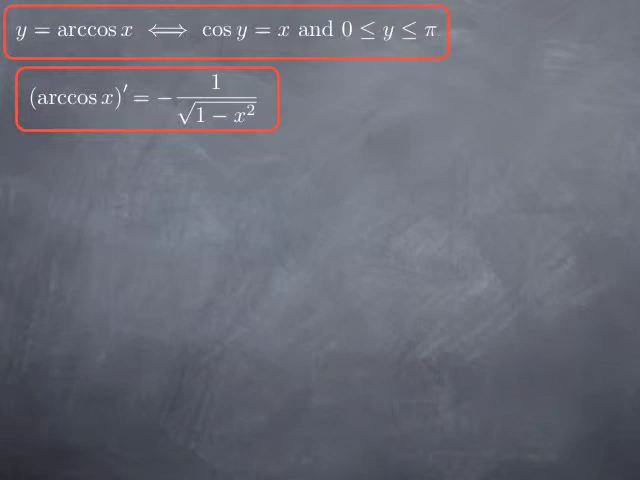 y = arccos x ⟺ cos y = x and 0 ≤ y ≤ π
(arccos x)′ = − 1 / √(1 − x²)